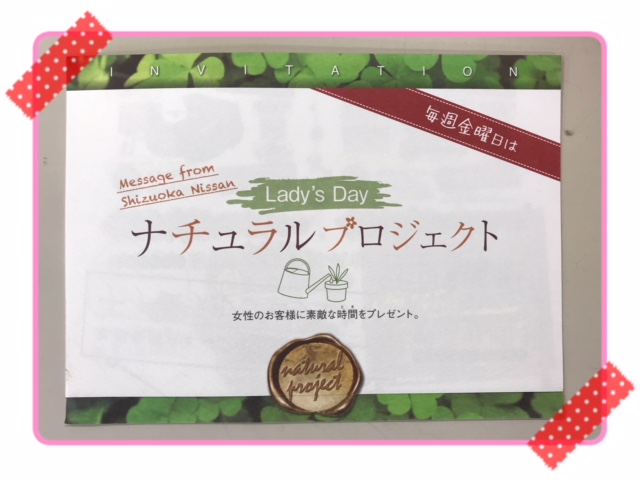 INVITATION
毎週金曜日は
Message from
Shizuoka Nissan
Lady's Day
ナチュラルプロジェクト
女性のお客様に素敵な時間をプレゼント。
natural
project